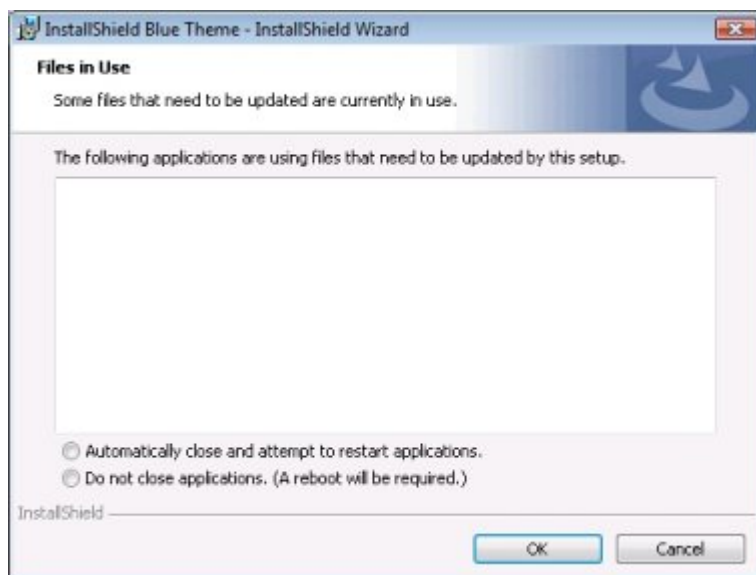 InstallShield Blue Theme - InstallShield Wizard
Files in Use
Some files that need to be updated are currently in use.
The following applications are using files that need to be updated by this setup.
Automatically close and attempt to restart applications.
Do not close applications. (A reboot will be required.)
InstallShield
OK Cancel